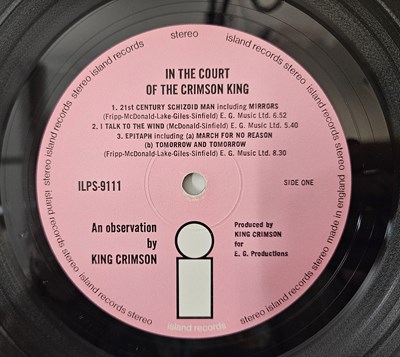 stereo island records stereo island records
IN THE COURT
OF THE CRIMSON KING
1. 21st CENTURY SCHIZOID MAN including MIRRORS
(Fripp-McDonald-Lake-Giles-Sinfield) E. G. Music Ltd. 6.52
2. I TALK TO THE WIND (McDonald-Sinfield) E. G. Music Ltd. 5.40
3. EPITAPH including (a) MARCH FOR NO REASON
(b) TOMORROW AND TOMORROW
(Fripp-McDonald-Lake-Giles-Sinfield) E. G. Music Ltd. 8.30
ILPS-9111
SIDE ONE
An observation
by
KING CRIMSON
Produced by
KING CRIMSON
for
E. G. Productions
i
island records stereo island records stereo island records stereo made in england